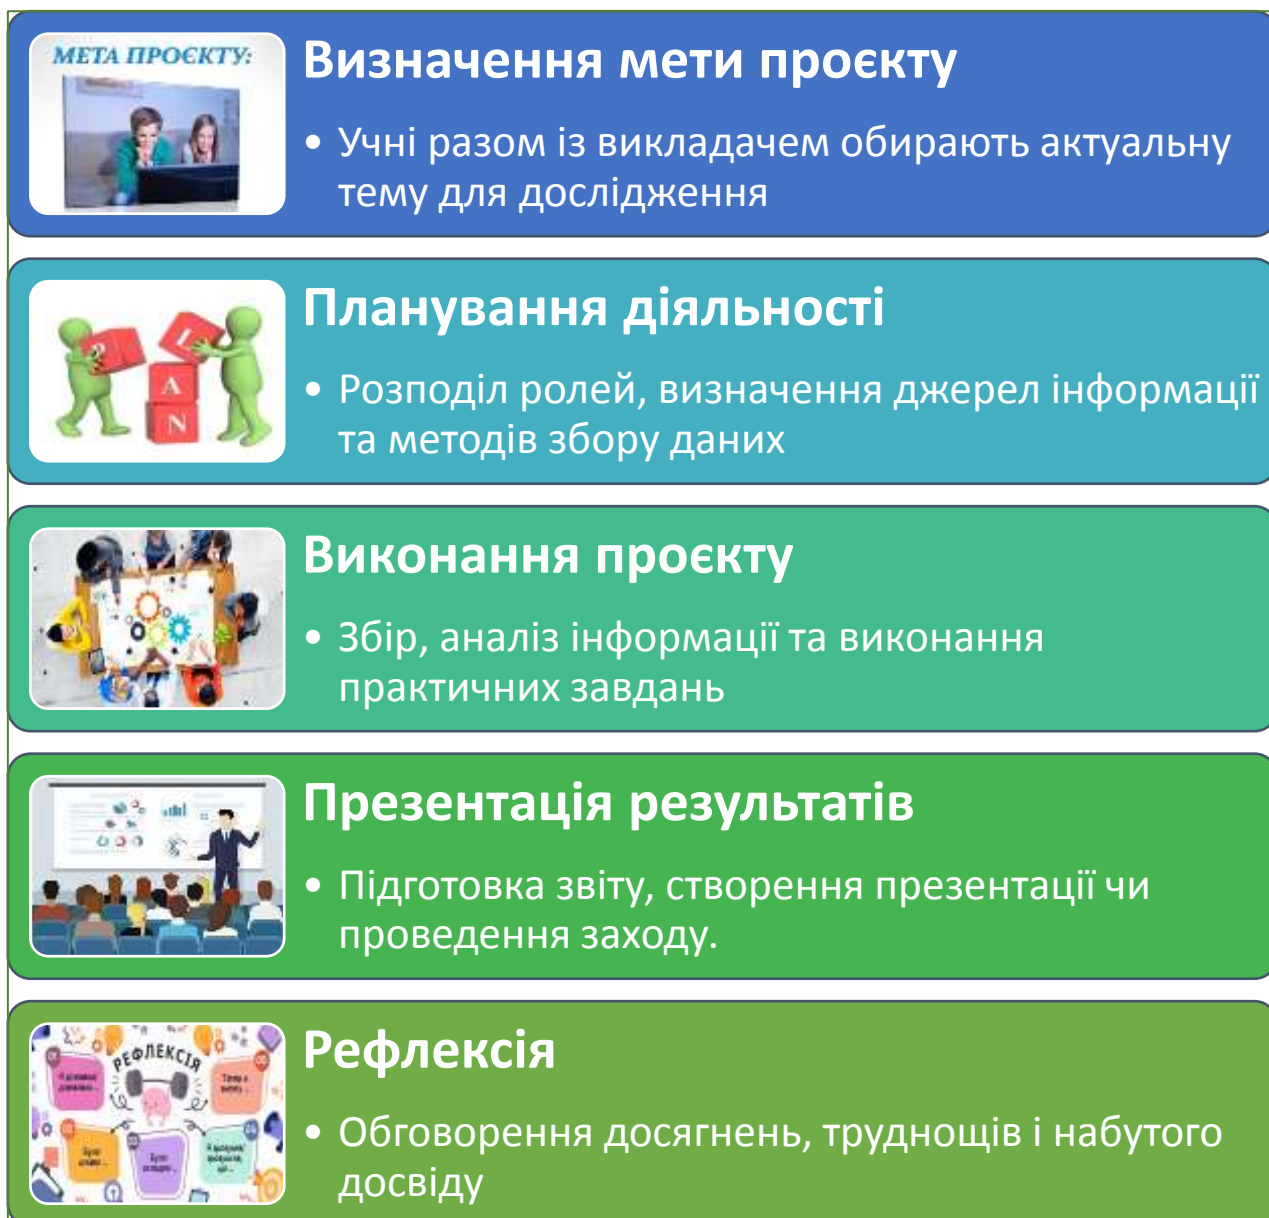 МЕТА ПРОЄКТУ:
Визначення мети проєкту
• Учні разом із викладачем обирають актуальну
тему для дослідження
P L
A
N
Планування діяльності
• Розподіл ролей, визначення джерел інформації
та методів збору даних
Виконання проєкту
• Збір, аналіз інформації та виконання
практичних завдань
Презентація результатів
• Підготовка звіту, створення презентації чи
проведення заходу.
РЕФЛЕКСІЯ
Рефлексія
• Обговорення досягнень, труднощів і набутого
досвіду